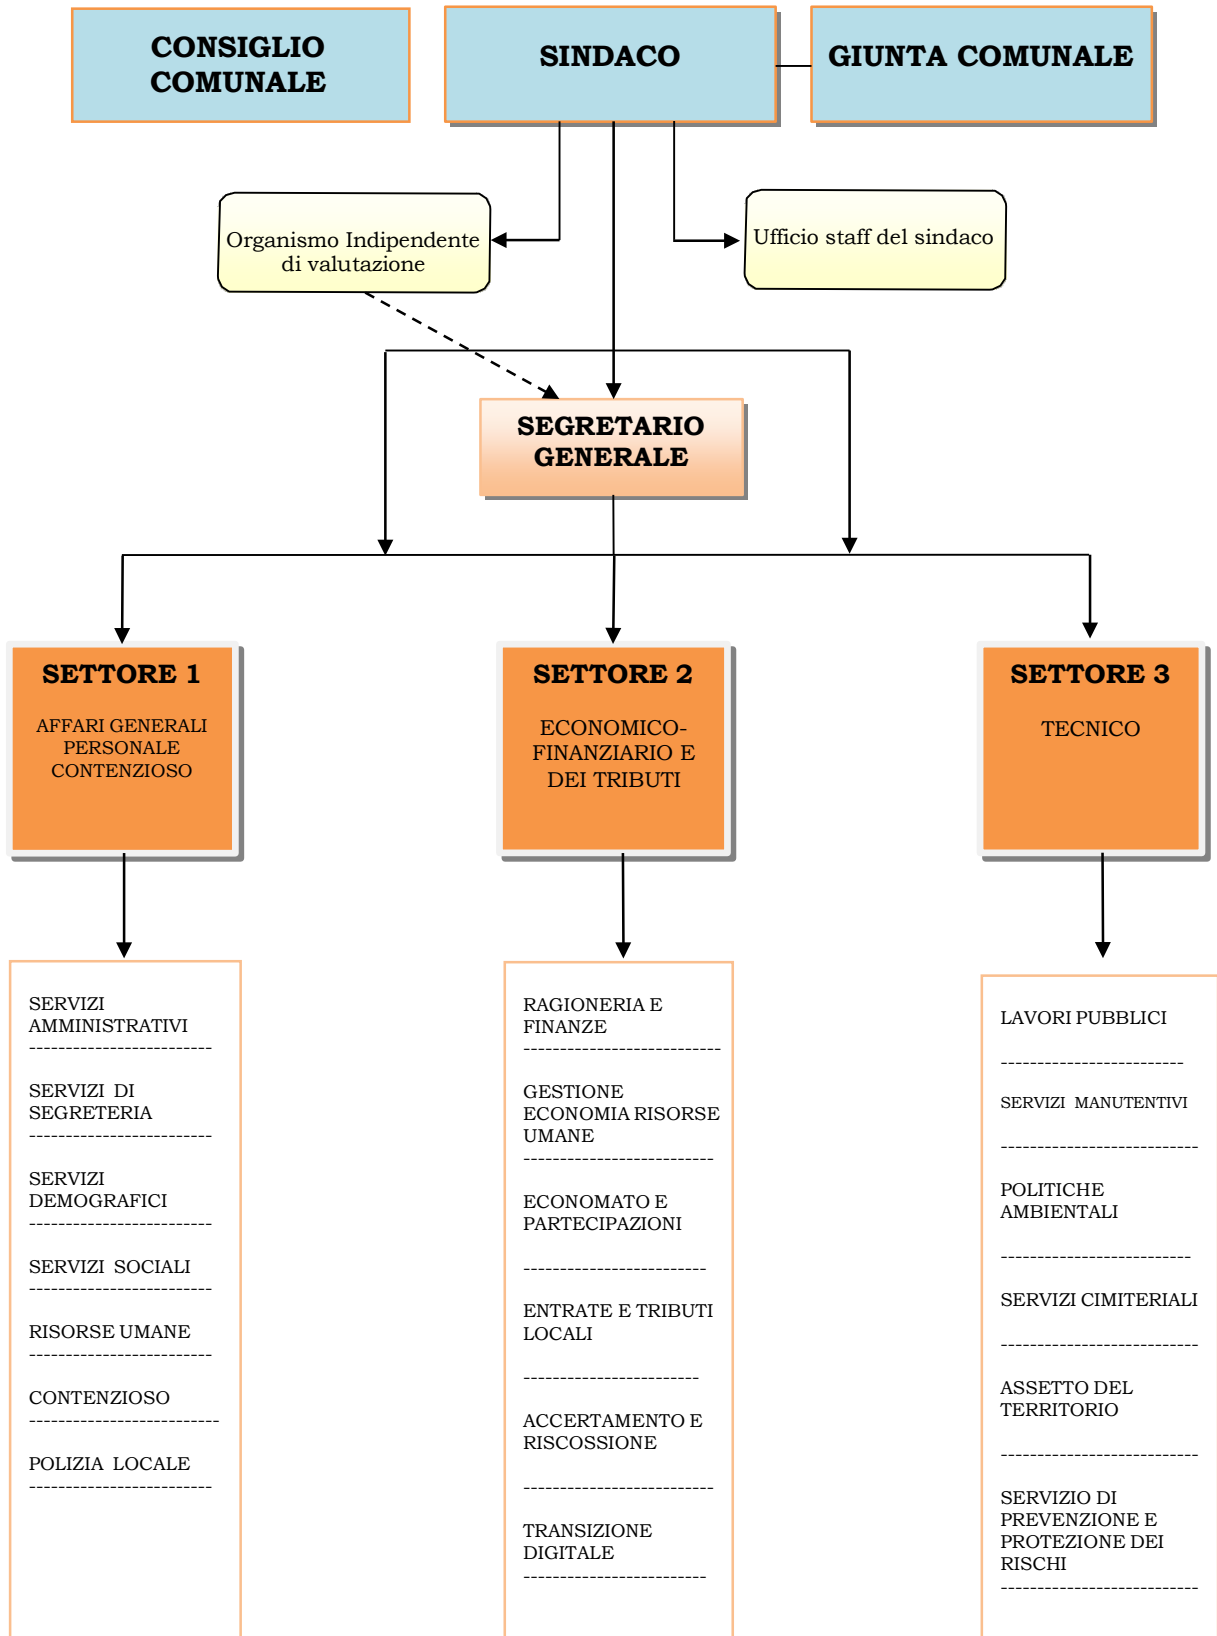 CONSIGLIO
COMUNALE
SINDACO
GIUNTA COMUNALE
Organismo Indipendente
di valutazione
Ufficio staff del sindaco
SEGRETARIO
GENERALE
SETTORE 1
AFFARI GENERALI
PERSONALE
CONTENZIOSO
SETTORE 2
ECONOMICO-
FINANZIARIO E
DEI TRIBUTI
SETTORE 3
TECNICO
SERVIZI
AMMINISTRATIVI
-------------------------
SERVIZI  DI
SEGRETERIA
-------------------------
SERVIZI
DEMOGRAFICI
-------------------------
SERVIZI  SOCIALI
-------------------------
RISORSE UMANE
-------------------------
CONTENZIOSO
--------------------------
POLIZIA  LOCALE
-------------------------
RAGIONERIA E
FINANZE
---------------------------
GESTIONE
ECONOMIA RISORSE
UMANE
--------------------------
ECONOMATO E
PARTECIPAZIONI
-------------------------
ENTRATE E TRIBUTI
LOCALI
------------------------
ACCERTAMENTO E
RISCOSSIONE
--------------------------
TRANSIZIONE
DIGITALE
-------------------------
LAVORI PUBBLICI
-------------------------
SERVIZI  MANUTENTIVI
---------------------------
POLITICHE
AMBIENTALI
--------------------------
SERVIZI CIMITERIALI
---------------------------
ASSETTO DEL
TERRITORIO
---------------------------
SERVIZIO DI
PREVENZIONE E
PROTEZIONE DEI
RISCHI
---------------------------